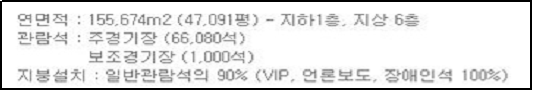 연면적 : 155,674m2 (47,091평) - 지하1층, 지상 6층
관람석 : 주경기장 (66,080석)
보조경기장 (1,000석)
지붕설치 : 일반관람석의 90% (VIP, 언론보도, 장애인석 100%)